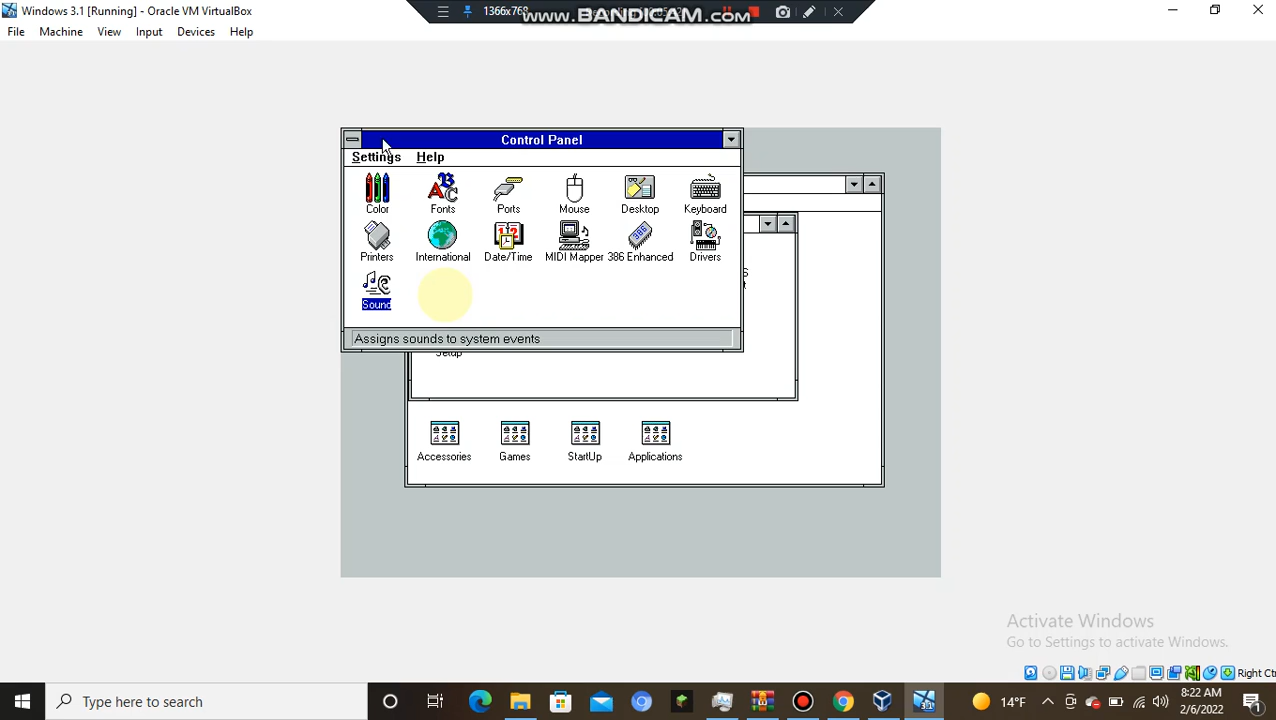 Windows 3.1 [Running] - Oracle VM VirtualBox
1366x768
www.BANDICAM.com
File Machine View Input Devices Help
Control Panel
Settings Help
Color Fonts Ports Mouse Desktop Keyboard
Printers International Date/Time MIDI Mapper 386 Enhanced Drivers
Sound
Assigns sounds to system events
Setup
Accessories Games StartUp Applications
Activate Windows
Go to Settings to activate Windows.
Right Ct
Type here to search
14°F
8:22 AM
2/6/2022
1